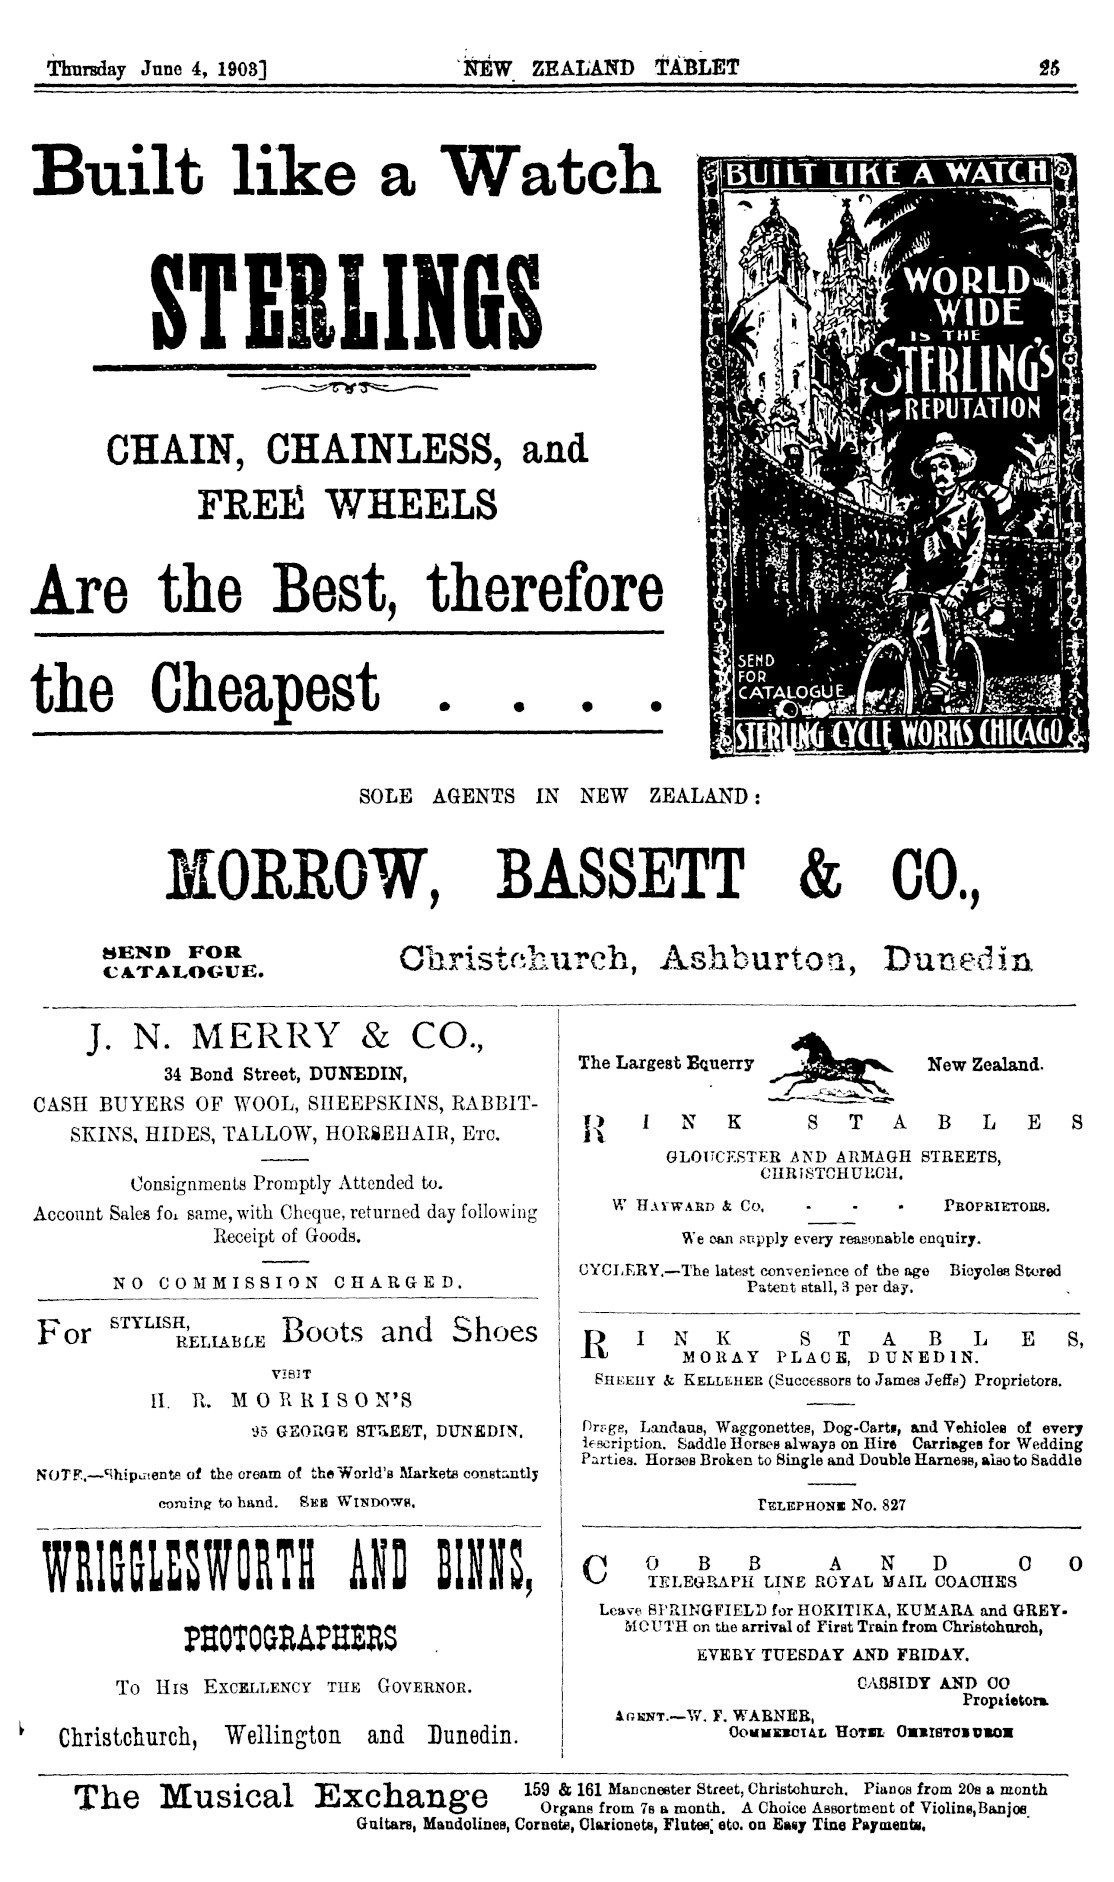 Thursday June 4, 1903]
NEW ZEALAND TABLET
25
Built like a Watch
STERLINGS
CHAIN, CHAINLESS, and
FREE WHEELS
Are the Best, therefore
the Cheapest . . . .
BUILT LIKE A WATCH
WORLD
WIDE
IS THE
STERLING'S
REPUTATION
SEND
FOR
CATALOGUE
STERLING CYCLE WORKS CHICAGO
SOLE AGENTS IN NEW ZEALAND:
MORROW, BASSETT & CO.,
SEND FOR
CATALOGUE.
Christchurch, Ashburton, Dunedin
J. N. MERRY & CO.,
34 Bond Street, DUNEDIN,
CASH BUYERS OF WOOL, SHEEPSKINS, RABBIT-
SKINS, HIDES, TALLOW, HORSEHAIR, ETC.
Consignments Promptly Attended to.
Account Sales for same, with Cheque, returned day following
Receipt of Goods.
NO COMMISSION CHARGED.
For STYLISH, RELIABLE Boots and Shoes
VISIT
H. R. MORRISON'S
95 GEORGE STREET, DUNEDIN.
NOTE.—Shipments of the cream of the World's Markets constantly
coming to hand. SEE WINDOWS.
WRIGGLESWORTH AND BINNS,
PHOTOGRAPHERS
TO HIS EXCELLENCY THE GOVERNOR.
Christchurch, Wellington and Dunedin.
The Largest Equerry New Zealand.
RINK STABLES
GLOUCESTER AND ARMAGH STREETS,
CHRISTCHURCH.
W HAYWARD & CO. - - - PROPRIETORS.
We can supply every reasonable enquiry.
CYCLERY.—The latest convenience of the age Bicycles Stored
Patent stall, 3 per day.
RINK STABLES,
MORAY PLACE, DUNEDIN.
SHEEHY & KELLEHER (Successors to James Jeffs) Proprietors.
Drags, Landaus, Waggonettes, Dog-Carts, and Vehicles of every
description. Saddle Horses always on Hire Carriages for Wedding
Parties. Horses Broken to Single and Double Harness, also to Saddle
TELEPHONE NO. 827
COBB AND CO
TELEGRAPH LINE ROYAL MAIL COACHES
Leave SPRINGFIELD for HOKITIKA, KUMARA and GREY-
MOUTH on the arrival of First Train from Christchurch,
EVERY TUESDAY AND FRIDAY.
CASSIDY AND CO
Proprietors.
AGENT.—W. F. WARNER,
COMMERCIAL HOTEL CHRISTCHURCH
The Musical Exchange 159 & 161 Manchester Street, Christchurch. Pianos from 20s a month
Organs from 7s a month. A Choice Assortment of Violins, Banjos
Guitars, Mandolines, Cornets, Clarionets, Flutes, etc. on Easy Time Payments.